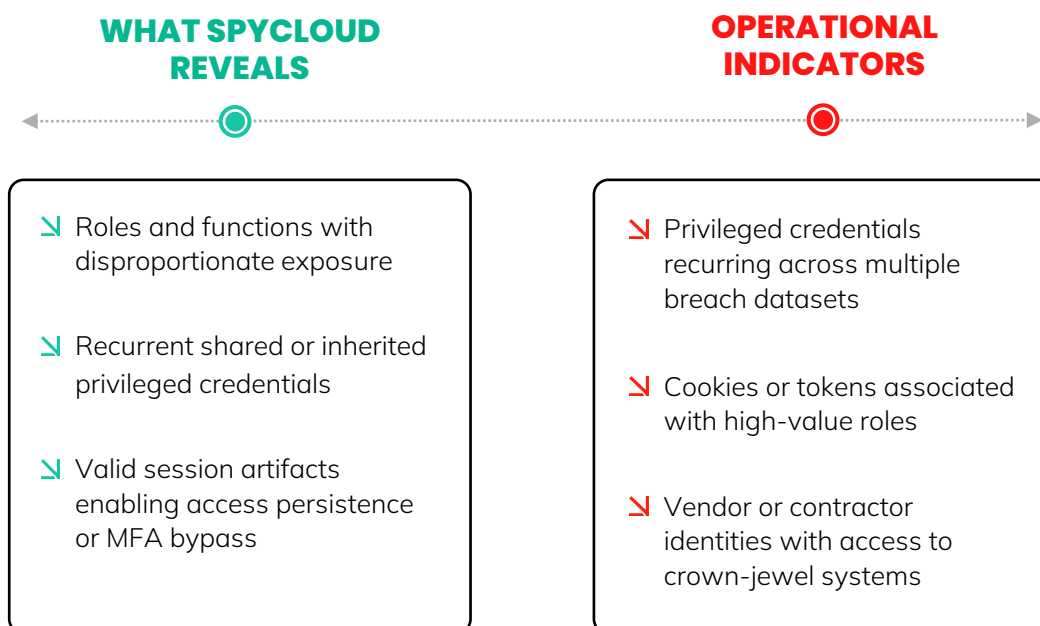 WHAT SPYCLOUD
REVEALS
Roles and functions with
disproportionate exposure
Recurrent shared or inherited
privileged credentials
Valid session artifacts
enabling access persistence
or MFA bypass
OPERATIONAL
INDICATORS
Privileged credentials
recurring across multiple
breach datasets
Cookies or tokens associated
with high-value roles
Vendor or contractor
identities with access to
crown-jewel systems